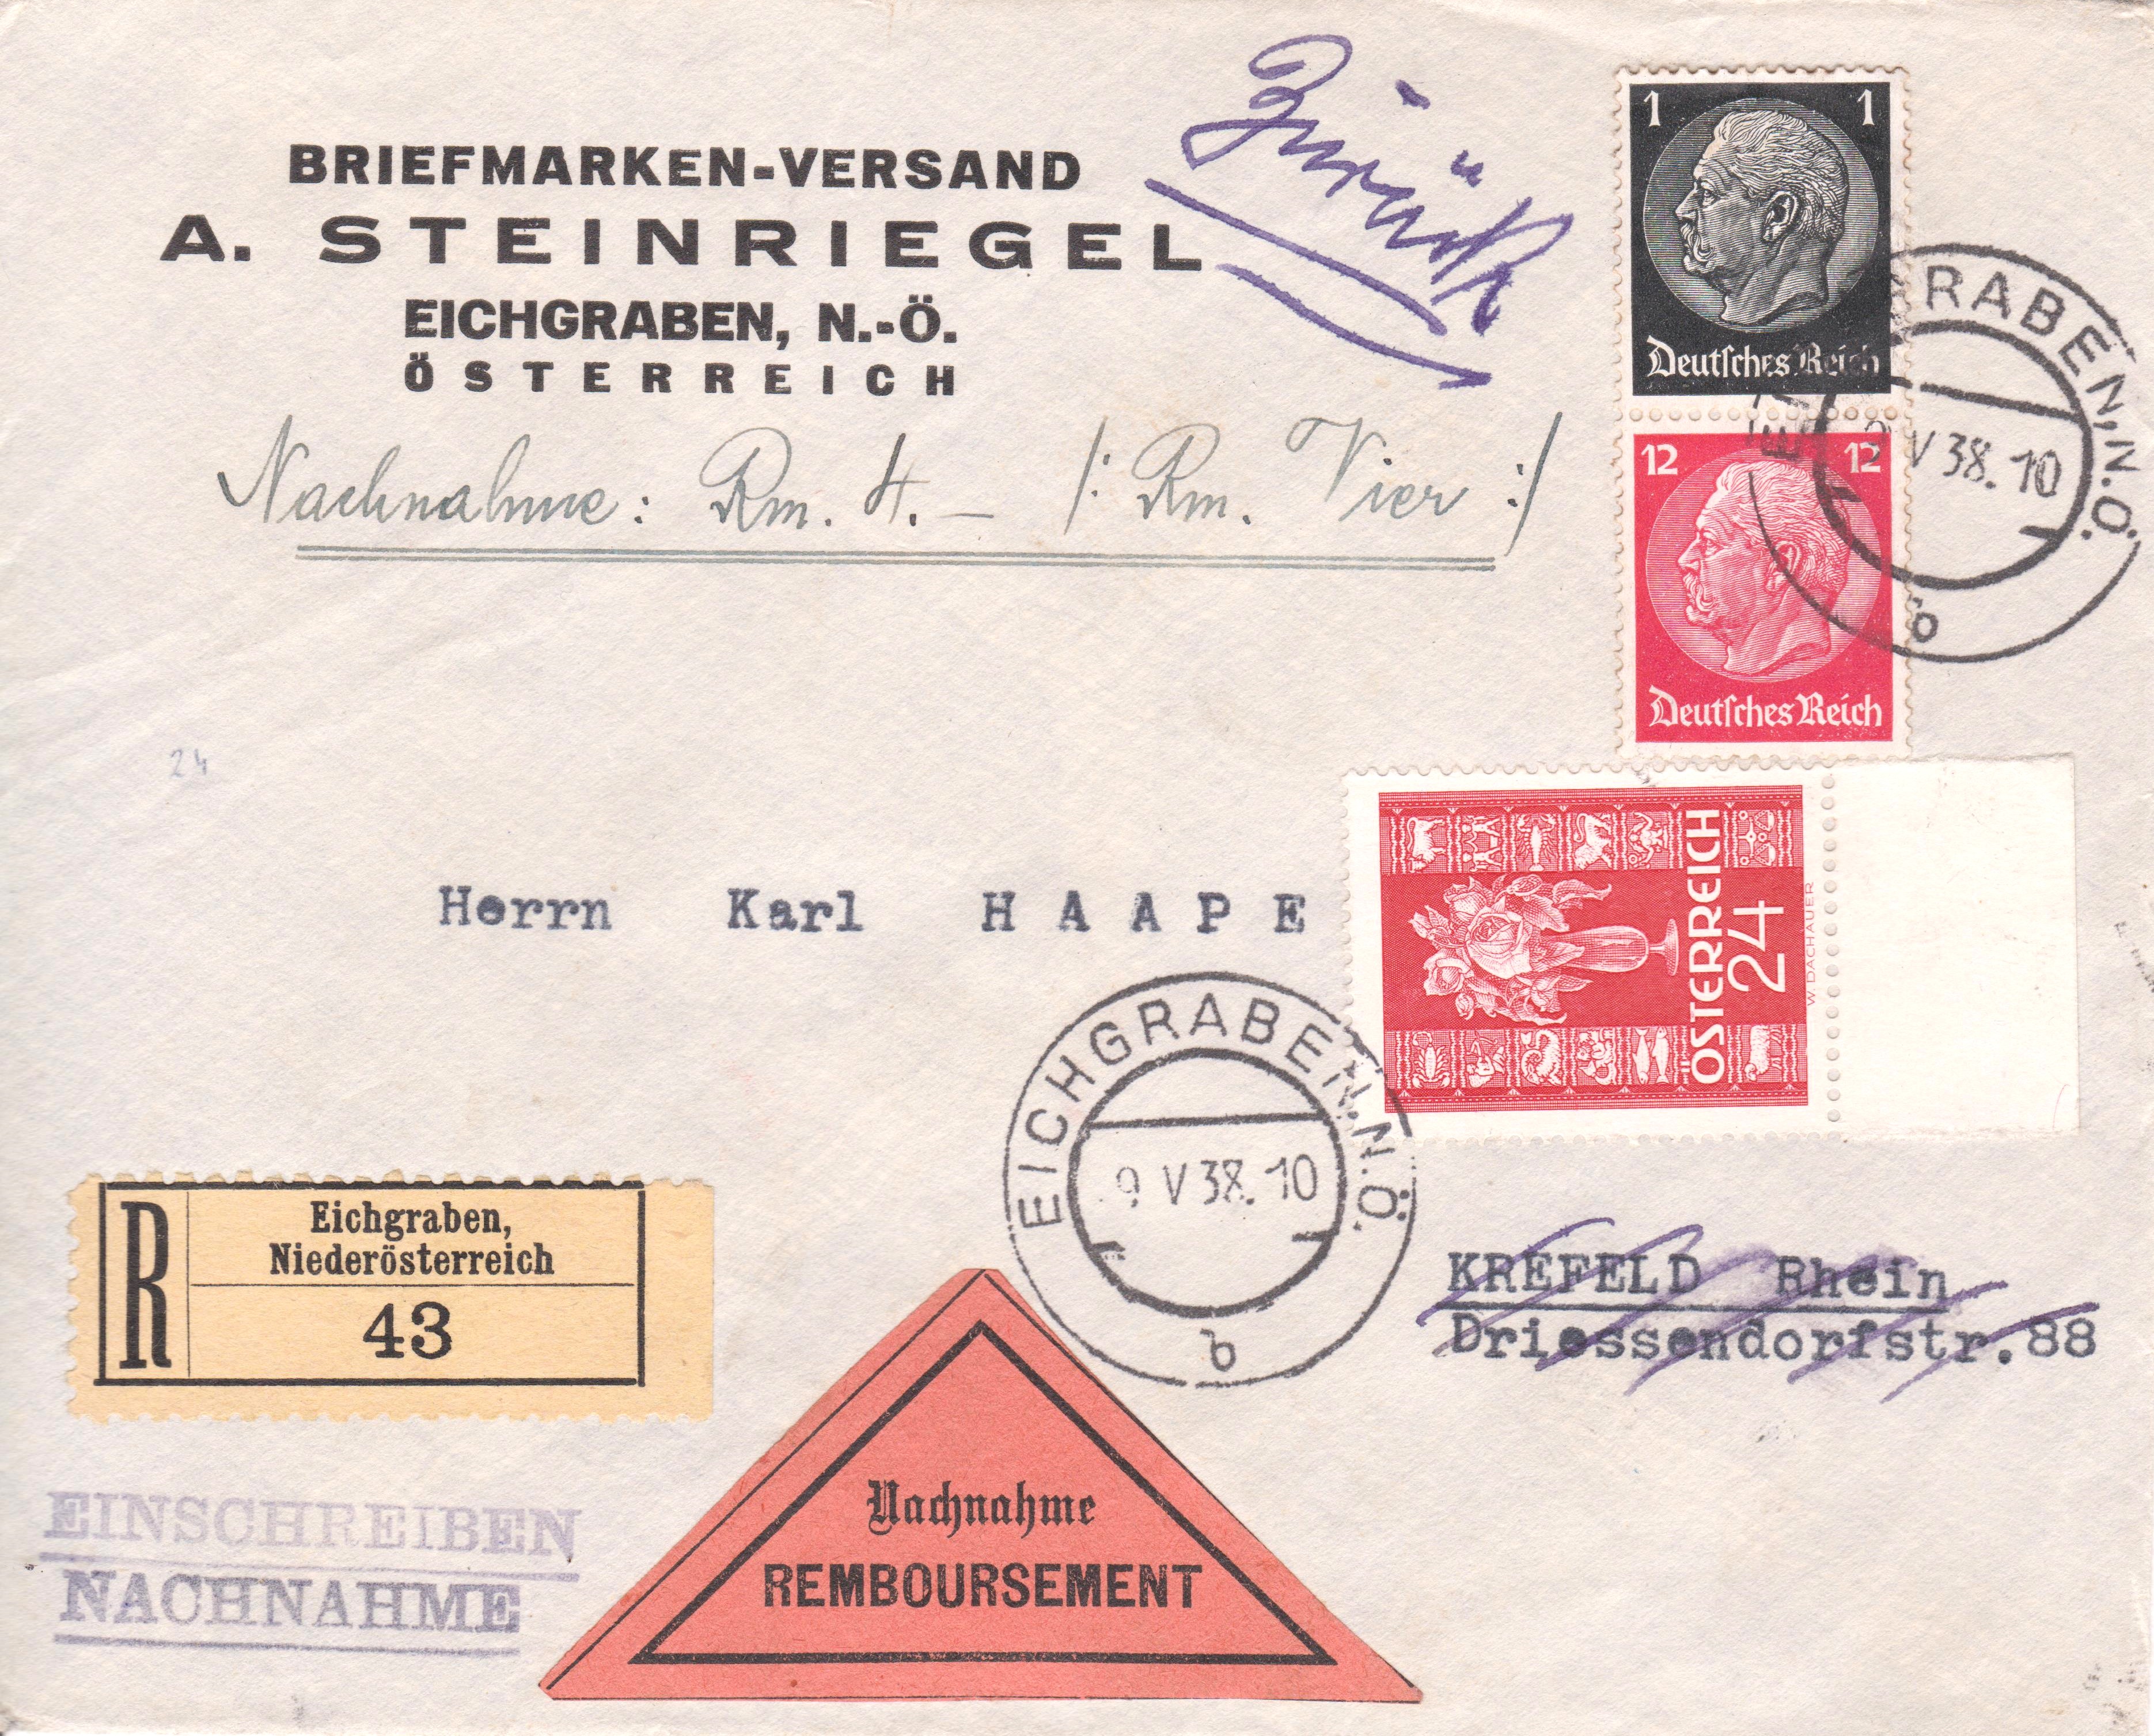 BRIEFMARKEN-VERSAND
A. STEINRIEGEL
EICHGRABEN, N.-Ö.
ÖSTERREICH
Zurück
Nachnahme: Rm. 4.— /: Rm. Vier :/
1 1
Deutsches Reich
12 12
Deutsches Reich
GRABEN, N.Ö.
V 38. 10
b
24
ÖSTERREICH
24
W. DACHAUER
Herrn Karl HAAPE
EICHGRABEN, N.Ö.
9 V 38. 10
b
KREFELD Rhein
Driessendorfstr. 88
R
Eichgraben,
Niederösterreich
43
EINSCHREIBEN
NACHNAHME
Nachnahme
REMBOURSEMENT